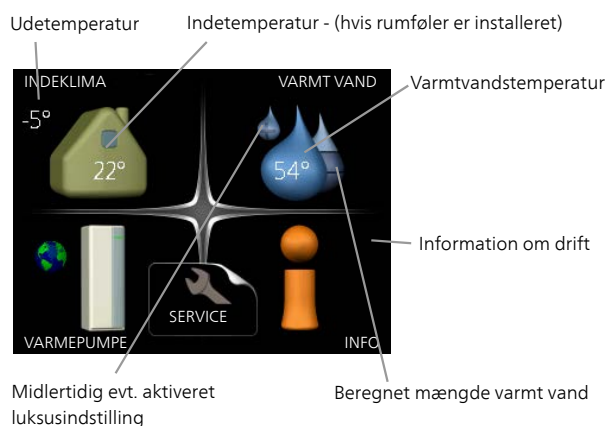 Udetemperatur
Indetemperatur - (hvis rumføler er installeret)
INDEKLIMA
VARMT VAND
Varmtvandstemperatur
-5°
22°
54°
Information om drift
SERVICE
VARMEPUMPE
INFO
Midlertidig evt. aktiveret
luksusindstilling
Beregnet mængde varmt vand